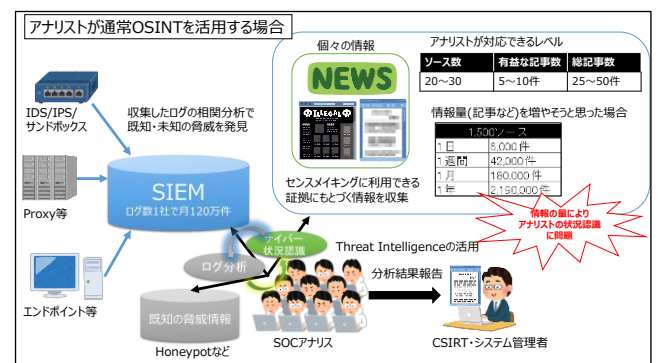 アナリストが通常OSINTを活用する場合
個々の情報
NEWS
ILLEGAL
アナリストが対応できるレベル
ソース数 有益な記事数 総記事数
20～30 5～10件 25～50件
情報量(記事など)を増やそうと思った場合
1,500ソース
1日 6,000件
1週間 42,000件
1月 180,000件
1年 2,190,000件
センスメイキングに利用できる
証拠にもとづく情報を収集
情報の量により
アナリストの状況認識
に問題
IDS/IPS/
サンドボックス
収集したログの相関分析で
既知・未知の脅威を発見
SIEM
ログ数1社で月120万件
Proxy等
エンドポイント等
サイバー
状況認識
ログ分析
既知の脅威情報
Honeypotなど
Threat Intelligenceの活用
分析結果報告
SOCアナリス
CSIRT・システム管理者